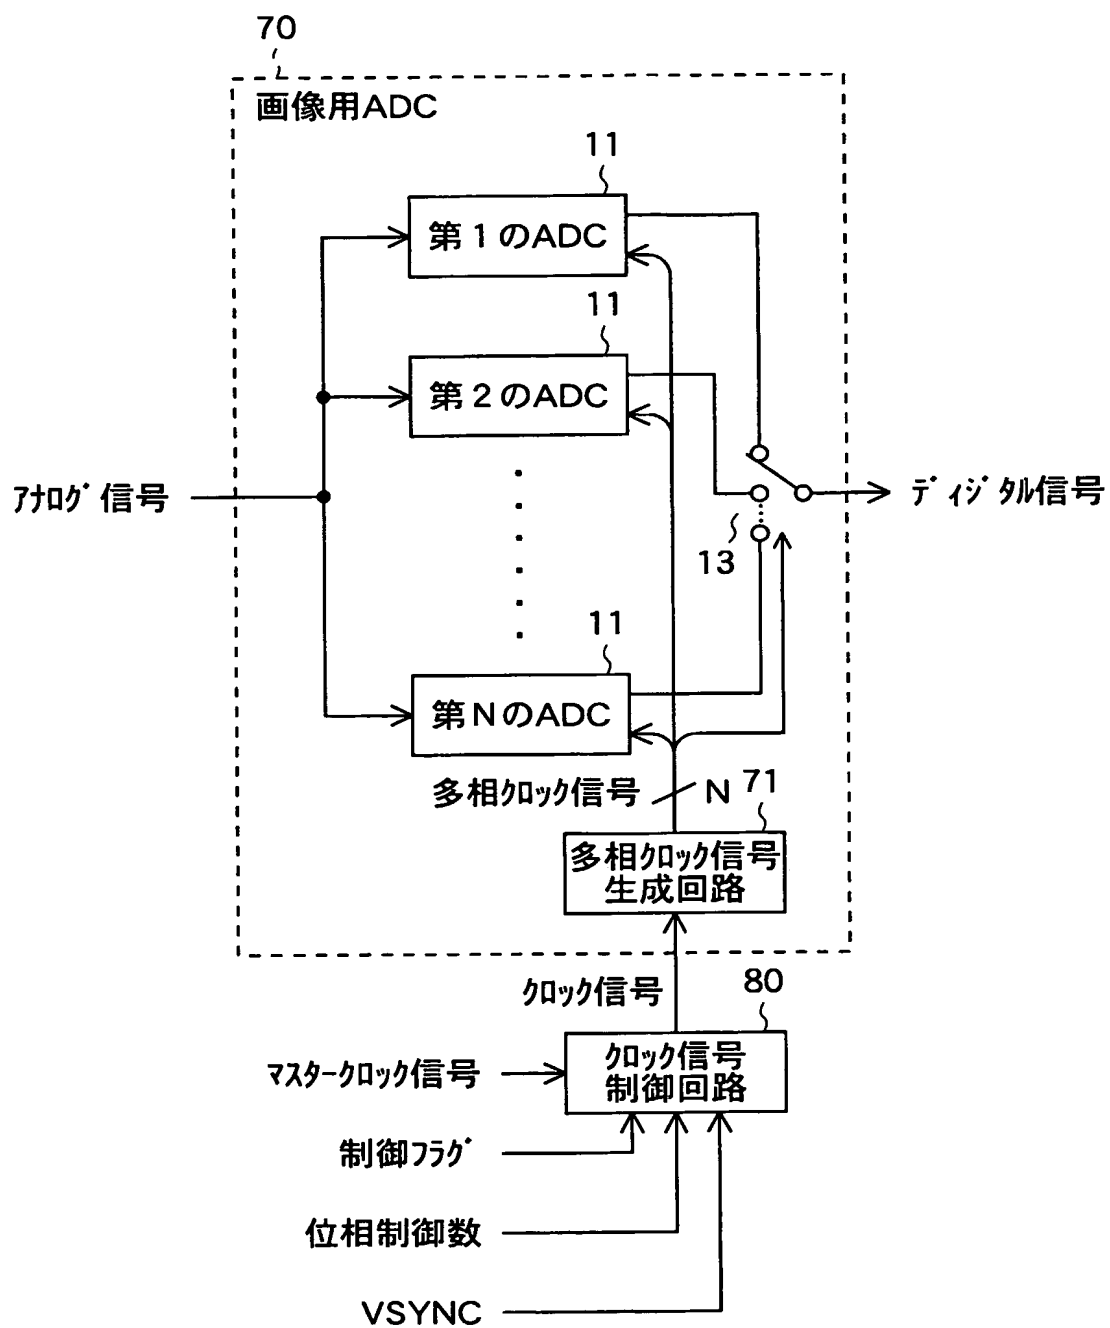 70
画像用ADC
11
第1のADC
11
第2のADC
アナログ信号
ディジタル信号
13
11
第NのADC
多相クロック信号
N
71
多相クロック信号
生成回路
クロック信号
80
マスタークロック信号
クロック信号
制御回路
制御フラグ
位相制御数
VSYNC